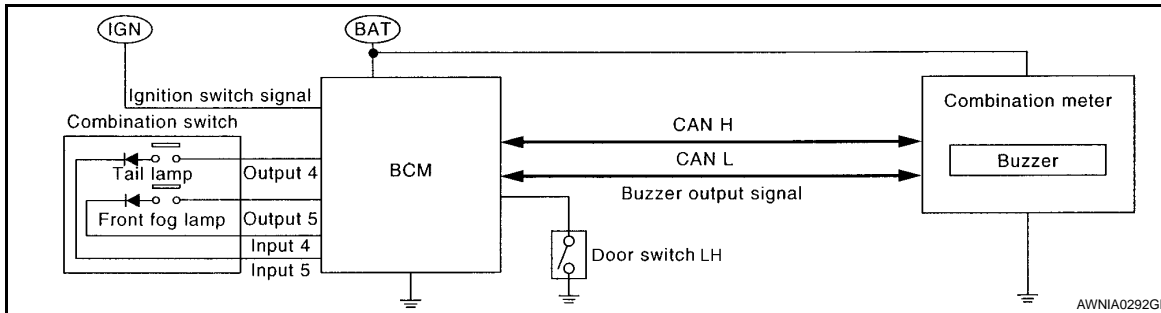 IGN
BAT
Ignition switch signal
Combination switch
Tail lamp
Output 4
Front fog lamp
Output 5
Input 4
Input 5
BCM
CAN H
CAN L
Buzzer output signal
Door switch LH
Combination meter
Buzzer